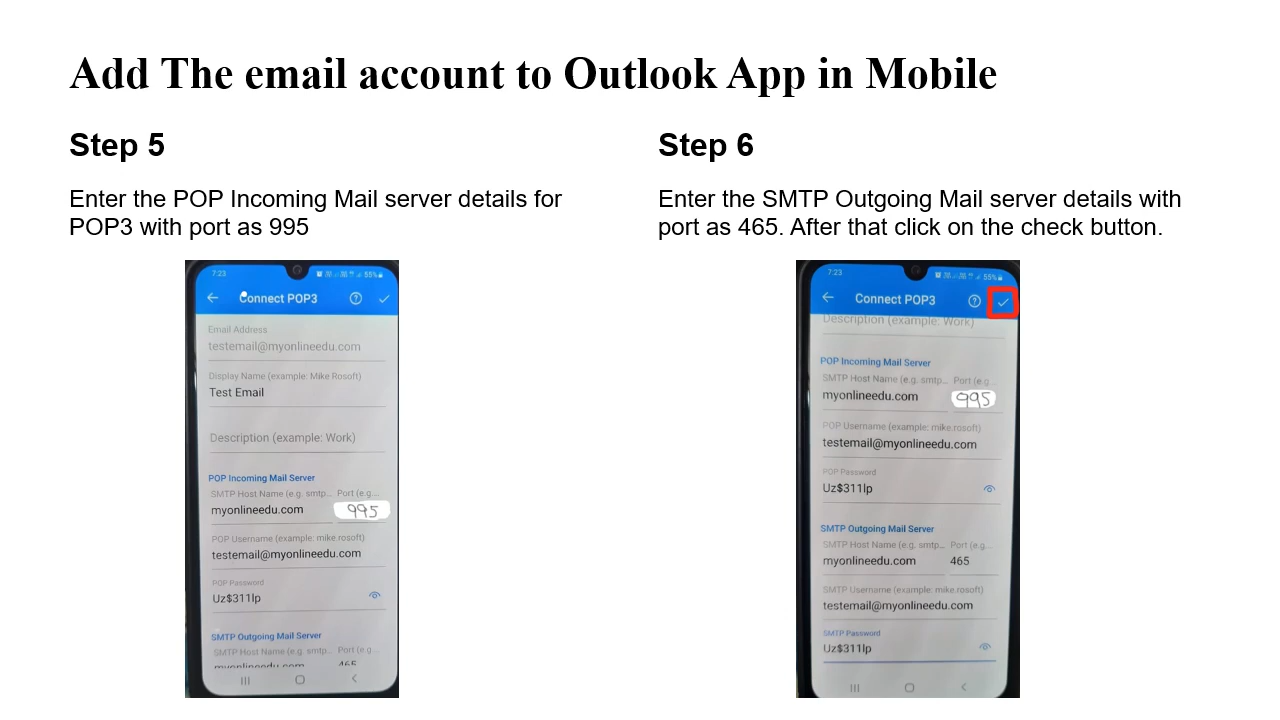 Add The email account to Outlook App in Mobile
Step 5
Enter the POP Incoming Mail server details for
POP3 with port as 995
7:23
55%
Connect POP3
Email Address
testemail@myonlineedu.com
Display Name (example: Mike Rosoft)
Test Email
Description (example: Work)
POP Incoming Mail Server
SMTP Host Name (e.g. smtp... Port (e.g...
myonlineedu.com 995
POP Username (example: mike.rosoft)
testemail@myonlineedu.com
POP Password
Uz$311lp
SMTP Outgoing Mail Server
SMTP Host Name (e.g. smtp... Port (e.g...
myonlineedu.com 465
Step 6
Enter the SMTP Outgoing Mail server details with
port as 465. After that click on the check button.
7:23
55%
Connect POP3
Description (example: Work)
POP Incoming Mail Server
SMTP Host Name (e.g. smtp... Port (e.g...
myonlineedu.com 995
POP Username (example: mike.rosoft)
testemail@myonlineedu.com
POP Password
Uz$311lp
SMTP Outgoing Mail Server
SMTP Host Name (e.g. smtp... Port (e.g...
myonlineedu.com 465
SMTP Username (example: mike.rosoft)
testemail@myonlineedu.com
SMTP Password
Uz$311lp